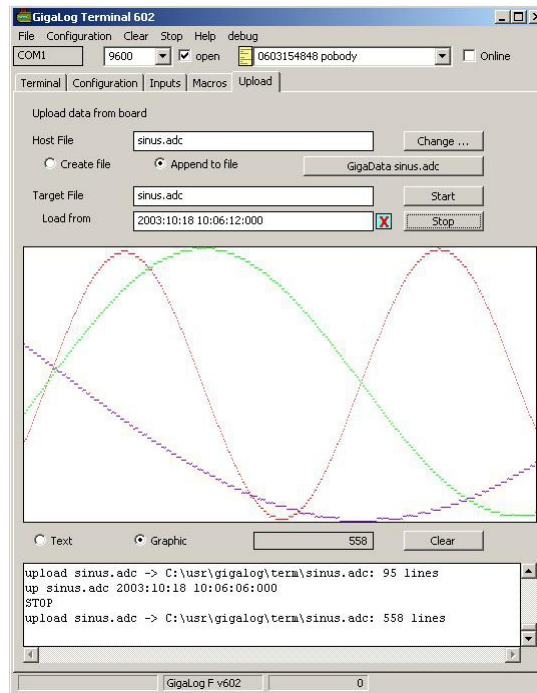 GigaLog Terminal 602
File Configuration Clear Stop Help debug
COM1 9600 open 0603154848 pobody Online
Terminal Configuration Inputs Macros Upload
Upload data from board
Host File sinus.adc Change ...
Create file Append to file GigaData sinus.adc
Target File sinus.adc Start
Load from 2003:10:18 10:06:12:000 X Stop
Text Graphic 558 Clear
upload sinus.adc -> C:\usr\gigalog\term\sinus.adc: 95 lines
up sinus.adc 2003:10:18 10:06:06:000
STOP
upload sinus.adc -> C:\usr\gigalog\term\sinus.adc: 558 lines
GigaLog F v602 0